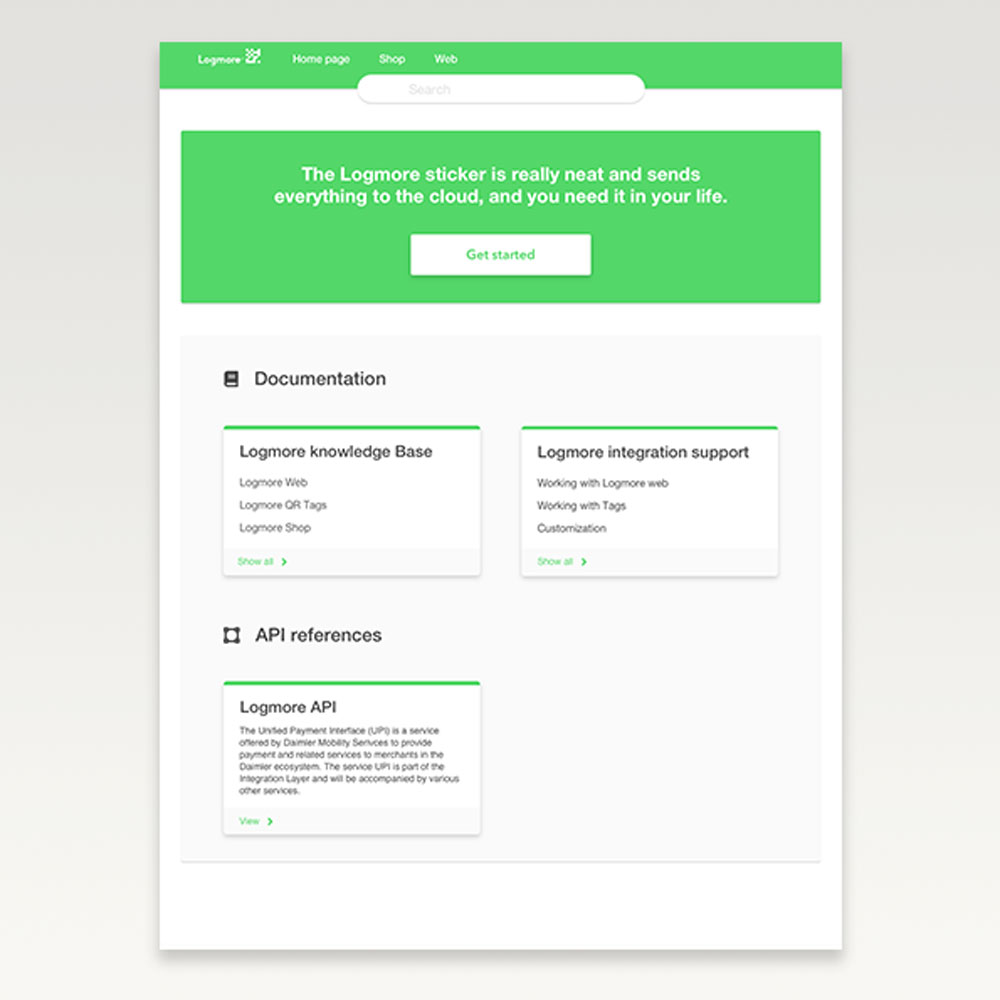 Logmore
Home page
Shop
Web
Search
The Logmore sticker is really neat and sends
everything to the cloud, and you need it in your life.
Get started
Documentation
Logmore knowledge Base
Logmore Web
Logmore QR Tags
Logmore Shop
Show all
Logmore integration support
Working with Logmore web
Working with Tags
Customization
Show all
API references
Logmore API
The Unified Payment Interface (UPI) is a service
offered by Daimler Mobility Serivces to provide
payment and related services to merchants in the
Daimler ecosystem. The service UPI is part of the
Integration Layer and will be accompanied by various
other services.
View